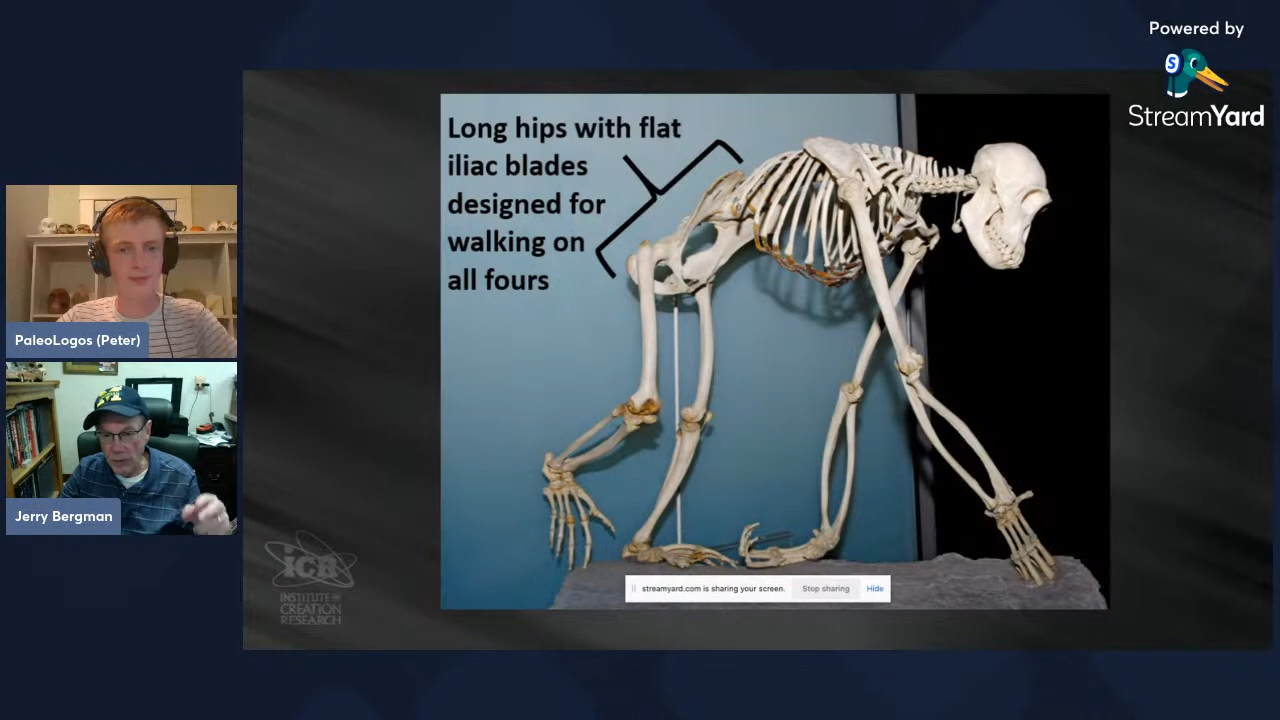 Powered by
StreamYard
Long hips with flat
iliac blades
designed for
walking on
all fours
PaleoLogos (Peter)
Jerry Bergman
streamyard.com is sharing your screen.
Stop sharing
Hide
iCR
INSTITUTE for
CREATION
RESEARCH